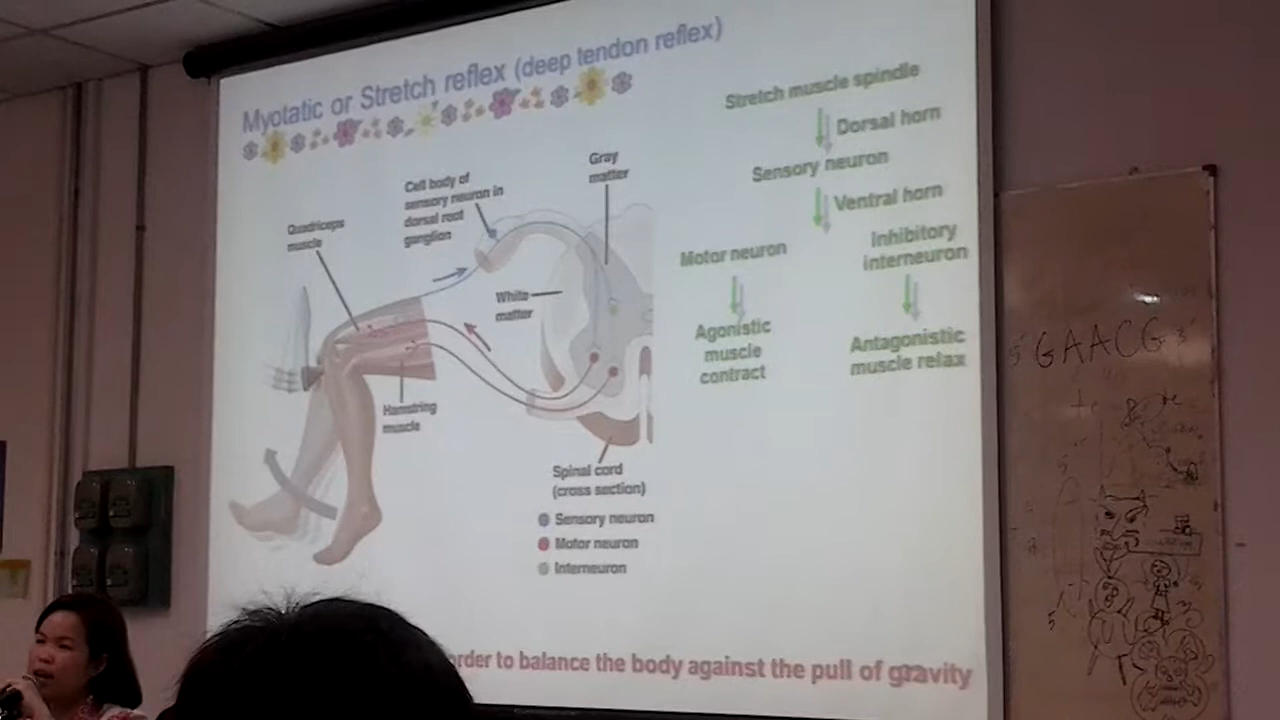 Myotatic or Stretch reflex (deep tendon reflex)
Cell body of
sensory neuron in
dorsal root
ganglion
Gray
matter
Quadriceps
muscle
White
matter
Hamstring
muscle
Spinal cord
(cross section)
Sensory neuron
Motor neuron
Interneuron
Stretch muscle spindle
Dorsal horn
Sensory neuron
Ventral horn
Motor neuron
Inhibitory
interneuron
Agonistic
muscle
contract
Antagonistic
muscle relax
to balance the body against the pull of gravity
5' GAACG 3'